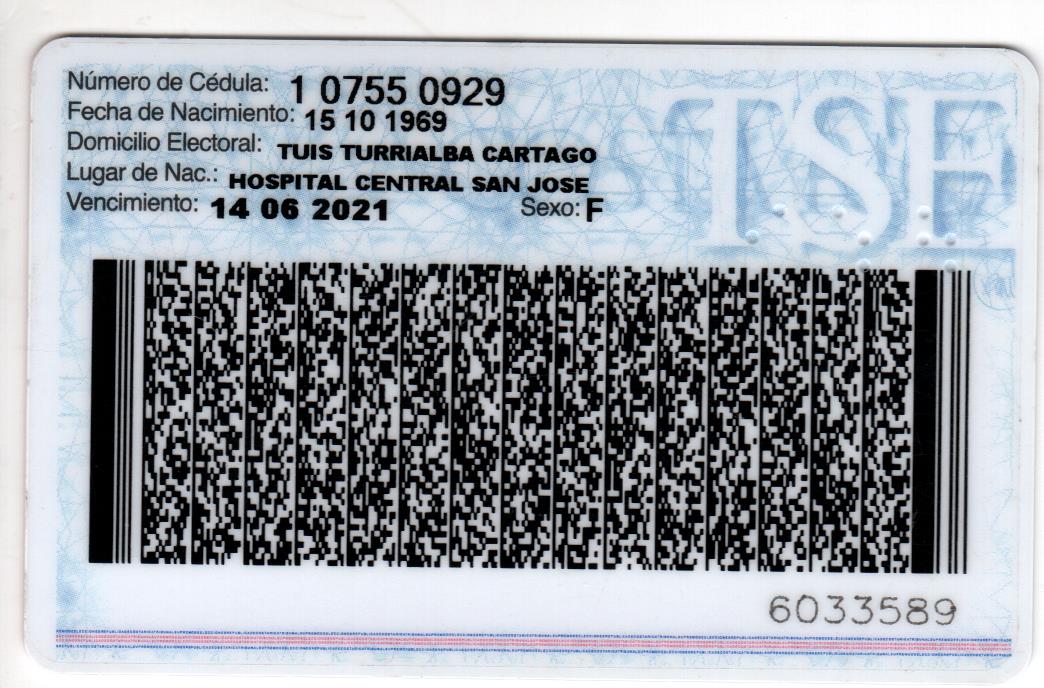 Número de Cédula: 1 0755 0929
Fecha de Nacimiento: 15 10 1969
Domicilio Electoral: TUIS TURRIALBA CARTAGO
Lugar de Nac.: HOSPITAL CENTRAL SAN JOSE
Vencimiento: 14 06 2021 Sexo: F
TSE
6033589